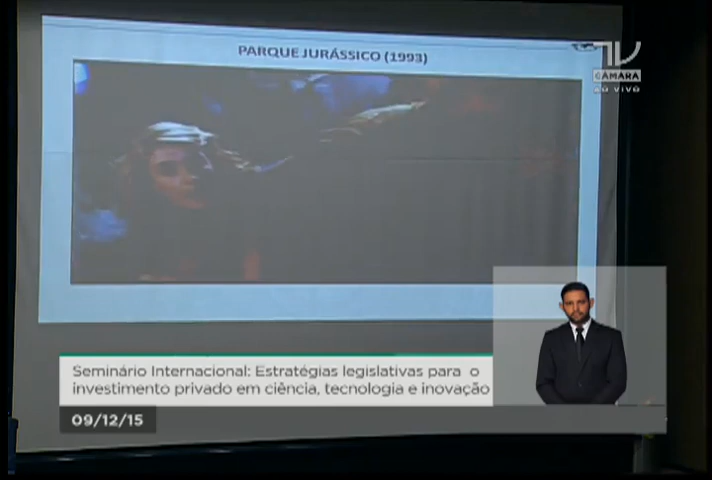 PARQUE JURÁSSICO (1993)
TV
CÂMARA
AO VIVO
Seminário Internacional: Estratégias legislativas para o
investimento privado em ciência, tecnologia e inovação
09/12/15